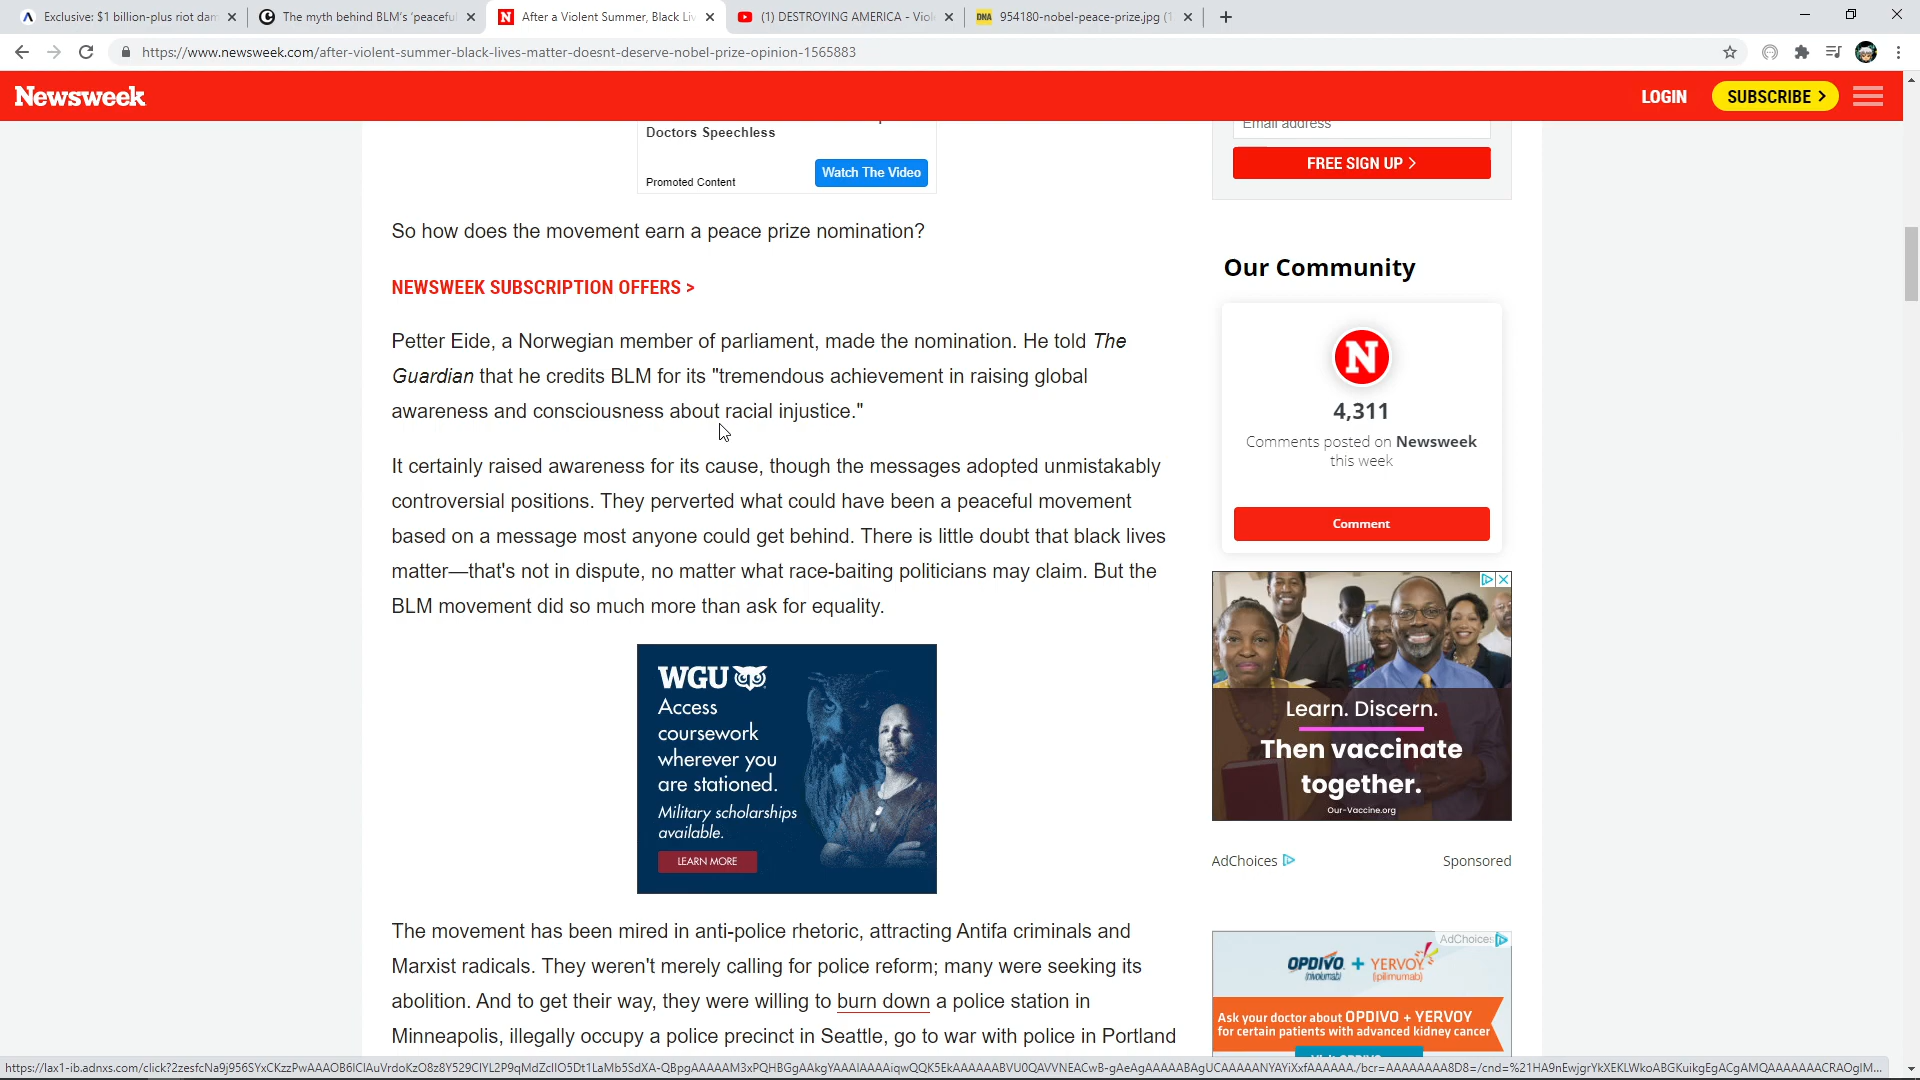 Exclusive: $1 billion-plus riot dam
The myth behind BLM's 'peaceful
After a Violent Summer, Black Liv
(1) DESTROYING AMERICA - Viol
DNA
954180-nobel-peace-prize.jpg (1
https://www.newsweek.com/after-violent-summer-black-lives-matter-doesnt-deserve-nobel-prize-opinion-1565883
Newsweek
LOGIN
SUBSCRIBE >
Doctors Speechless
Watch The Video
Promoted Content
Email address
FREE SIGN UP >
So how does the movement earn a peace prize nomination?
NEWSWEEK SUBSCRIPTION OFFERS >
Petter Eide, a Norwegian member of parliament, made the nomination. He told The
Guardian that he credits BLM for its "tremendous achievement in raising global
awareness and consciousness about racial injustice."
It certainly raised awareness for its cause, though the messages adopted unmistakably
controversial positions. They perverted what could have been a peaceful movement
based on a message most anyone could get behind. There is little doubt that black lives
matter—that's not in dispute, no matter what race-baiting politicians may claim. But the
BLM movement did so much more than ask for equality.
WGU
Access
coursework
wherever you
are stationed.
Military scholarships
available.
LEARN MORE
The movement has been mired in anti-police rhetoric, attracting Antifa criminals and
Marxist radicals. They weren't merely calling for police reform; many were seeking its
abolition. And to get their way, they were willing to burn down a police station in
Minneapolis, illegally occupy a police precinct in Seattle, go to war with police in Portland
Our Community
N
4,311
Comments posted on Newsweek
this week
Comment
Learn. Discern.
Then vaccinate
together.
Our-Vaccine.org
AdChoices
Sponsored
AdChoices
OPDIVO + YERVOY
(nivolumab) (ipilimumab)
Ask your doctor about OPDIVO + YERVOY
for certain patients with advanced kidney cancer